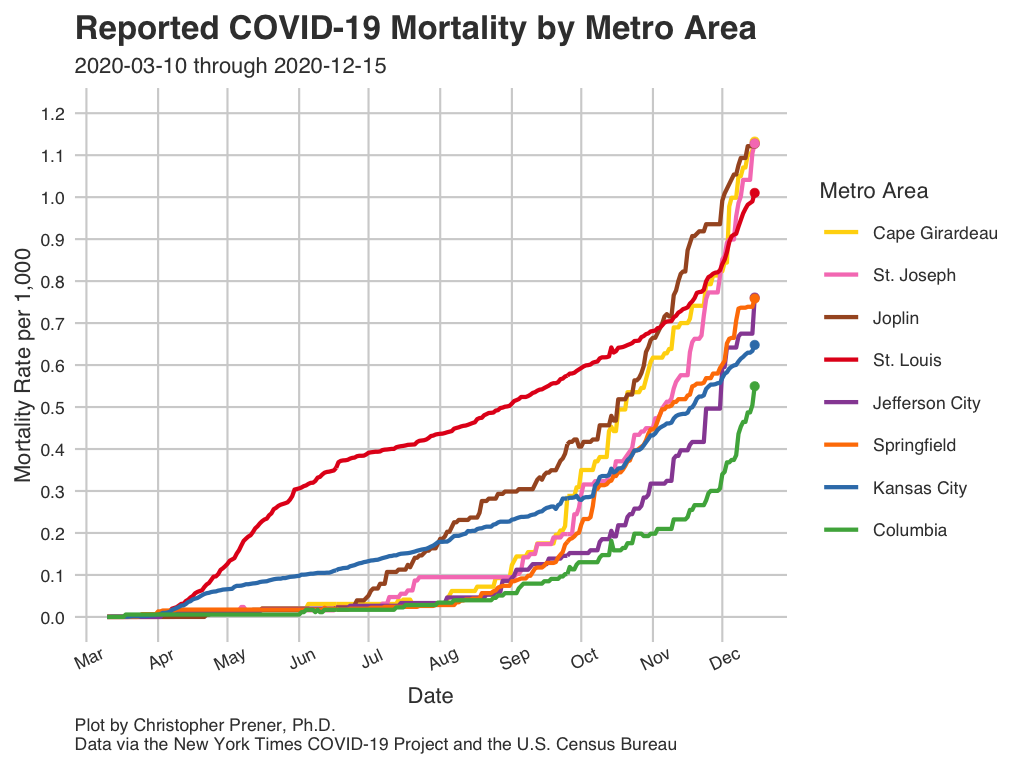 Reported COVID-19 Mortality by Metro Area
2020-03-10 through 2020-12-15
1.2
1.1
1.0
0.9
0.8
0.7
0.6
0.5
0.4
0.3
0.2
0.1
0.0
Mortality Rate per 1,000
Mar
Apr
May
Jun
Jul
Aug
Sep
Oct
Nov
Dec
Date
Metro Area
Cape Girardeau
St. Joseph
Joplin
St. Louis
Jefferson City
Springfield
Kansas City
Columbia
Plot by Christopher Prener, Ph.D.
Data via the New York Times COVID-19 Project and the U.S. Census Bureau